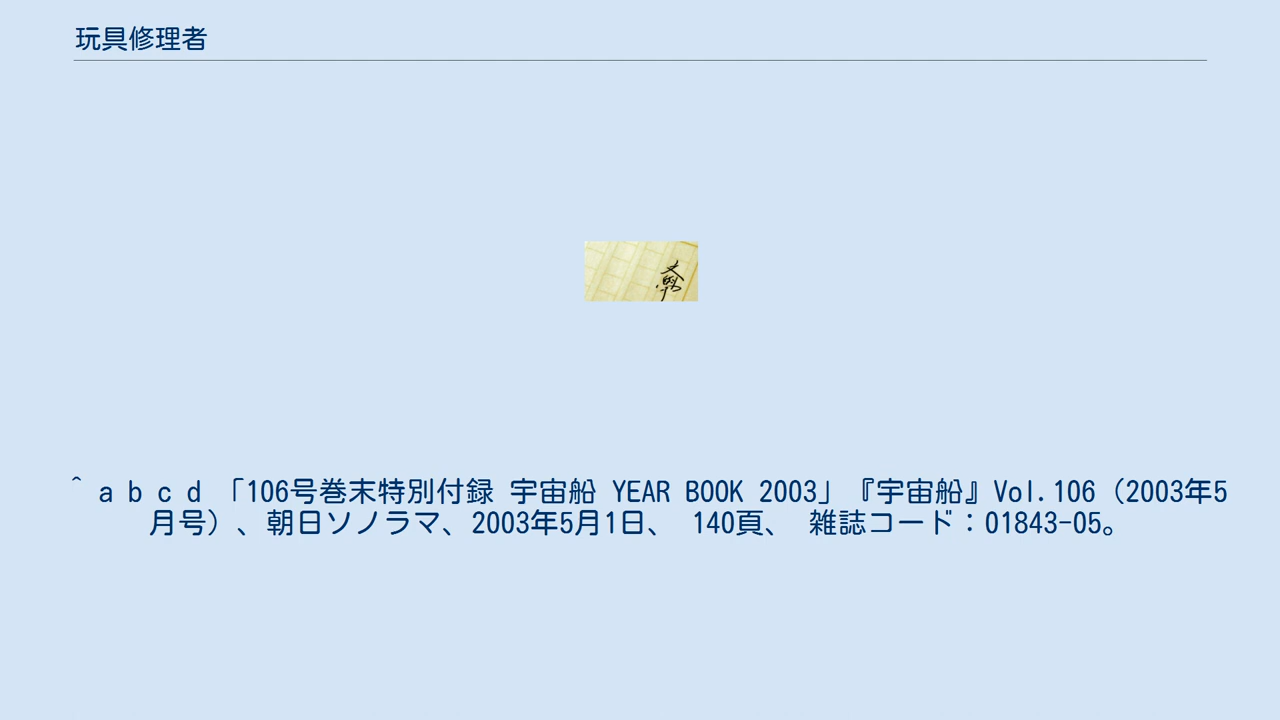 玩具修理者
^ a b c d 「106号巻末特別付録 宇宙船 YEAR BOOK 2003」『宇宙船』Vol.106（2003年5
月号）、朝日ソノラマ、2003年5月1日、 140頁、 雑誌コード：01843-05。